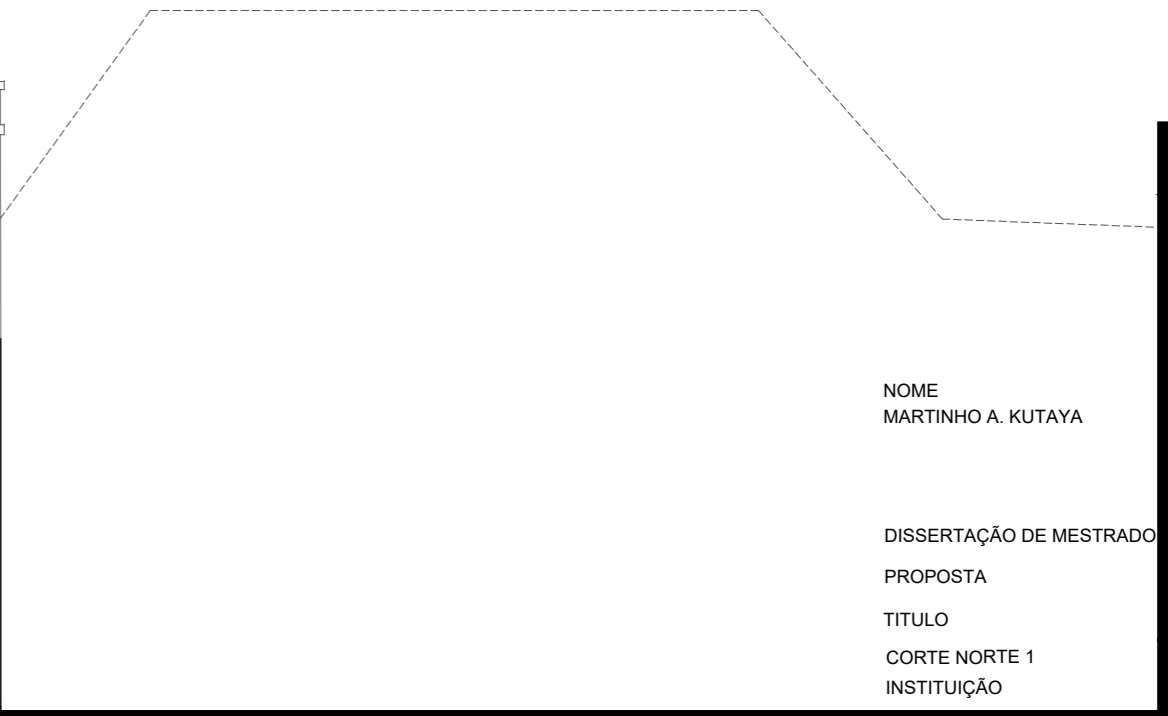 NOME
MARTINHO A. KUTAYA
DISSERTAÇÃO DE MESTRADO
PROPOSTA
TITULO
CORTE NORTE 1
INSTITUIÇÃO